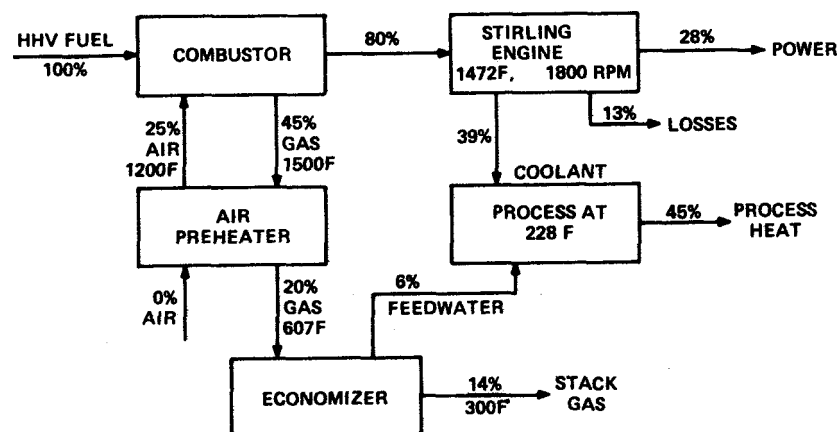 HHV FUEL
100%
COMBUSTOR
80%
STIRLING
ENGINE
1472F, 1800 RPM
28%
POWER
13%
LOSSES
25%
AIR
1200F
45%
GAS
1500F
39%
COOLANT
AIR
PREHEATER
PROCESS AT
228 F
45%
PROCESS
HEAT
0%
AIR
20%
GAS
607F
6%
FEEDWATER
ECONOMIZER
14%
300F
STACK
GAS